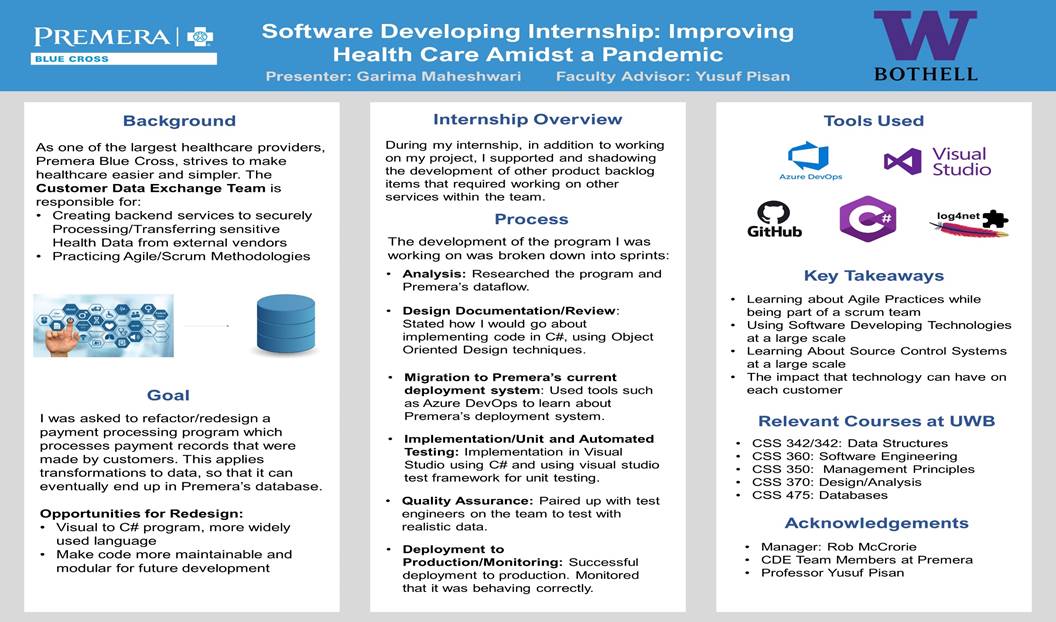 PREMERA
BLUE CROSS
Software Developing Internship: Improving
Health Care Amidst a Pandemic
Presenter: Garima Maheshwari Faculty Advisor: Yusuf Pisan
W
BOTHELL
Background
As one of the largest healthcare providers,
Premera Blue Cross, strives to make
healthcare easier and simpler. The
Customer Data Exchange Team is
responsible for:
• Creating backend services to securely
Processing/Transferring sensitive
Health Data from external vendors
• Practicing Agile/Scrum Methodologies
Goal
I was asked to refactor/redesign a
payment processing program which
processes payment records that were
made by customers. This applies
transformations to data, so that it can
eventually end up in Premera's database.
Opportunities for Redesign:
• Visual to C# program, more widely
used language
• Make code more maintainable and
modular for future development
Internship Overview
During my internship, in addition to working
on my project, I supported and shadowing
the development of other product backlog
items that required working on other
services within the team.
Process
The development of the program I was
working on was broken down into sprints:
• Analysis: Researched the program and
Premera's dataflow.
• Design Documentation/Review:
Stated how I would go about
implementing code in C#, using Object
Oriented Design techniques.
• Migration to Premera's current
deployment system: Used tools such
as Azure DevOps to learn about
Premera's deployment system.
• Implementation/Unit and Automated
Testing: Implementation in Visual
Studio using C# and using visual studio
test framework for unit testing.
• Quality Assurance: Paired up with test
engineers on the team to test with
realistic data.
• Deployment to
Production/Monitoring: Successful
deployment to production. Monitored
that it was behaving correctly.
Tools Used
Azure DevOps
Visual
Studio
GitHub
C#
log4net
Key Takeaways
• Learning about Agile Practices while
being part of a scrum team
• Using Software Developing Technologies
at a large scale
• Learning About Source Control Systems
at a large scale
• The impact that technology can have on
each customer
Relevant Courses at UWB
• CSS 342/342: Data Structures
• CSS 360: Software Engineering
• CSS 350: Management Principles
• CSS 370: Design/Analysis
• CSS 475: Databases
Acknowledgements
• Manager: Rob McCrorie
• CDE Team Members at Premera
• Professor Yusuf Pisan